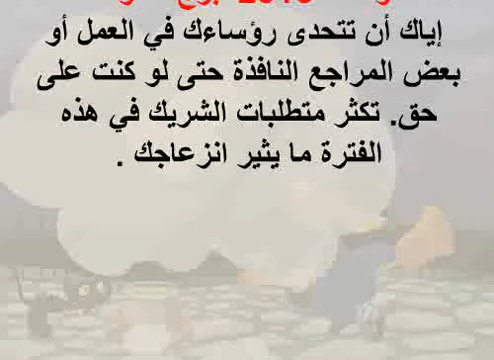 إياك أن تتحدى رؤساءك في العمل أو
بعض المراجع النافذة حتى لو كنت على
حق. تكثر متطلبات الشريك في هذه
الفترة ما يثير انزعاجك .